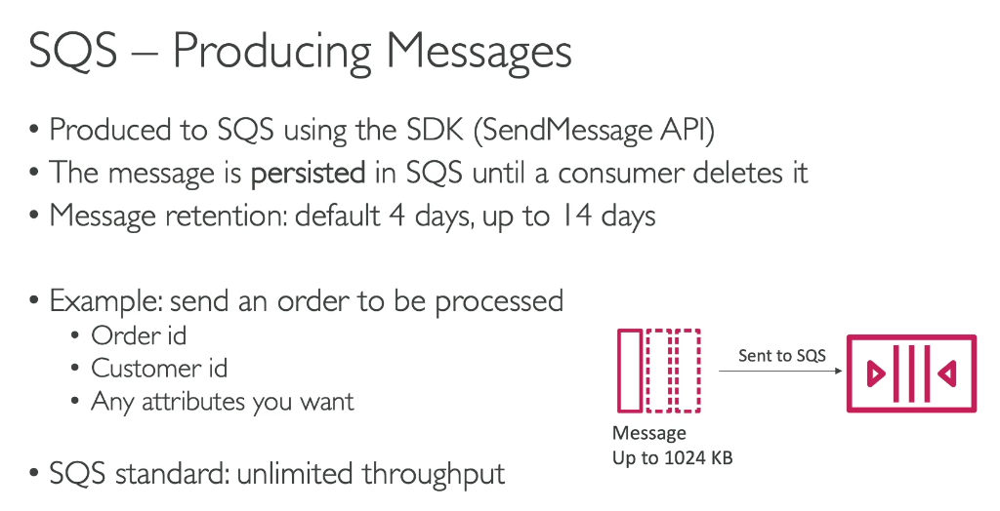 SQS – Producing Messages
• Produced to SQS using the SDK (SendMessage API)
• The message is persisted in SQS until a consumer deletes it
• Message retention: default 4 days, up to 14 days
• Example: send an order to be processed
• Order id
• Customer id
• Any attributes you want
• SQS standard: unlimited throughput
Sent to SQS
Message
Up to 1024 KB